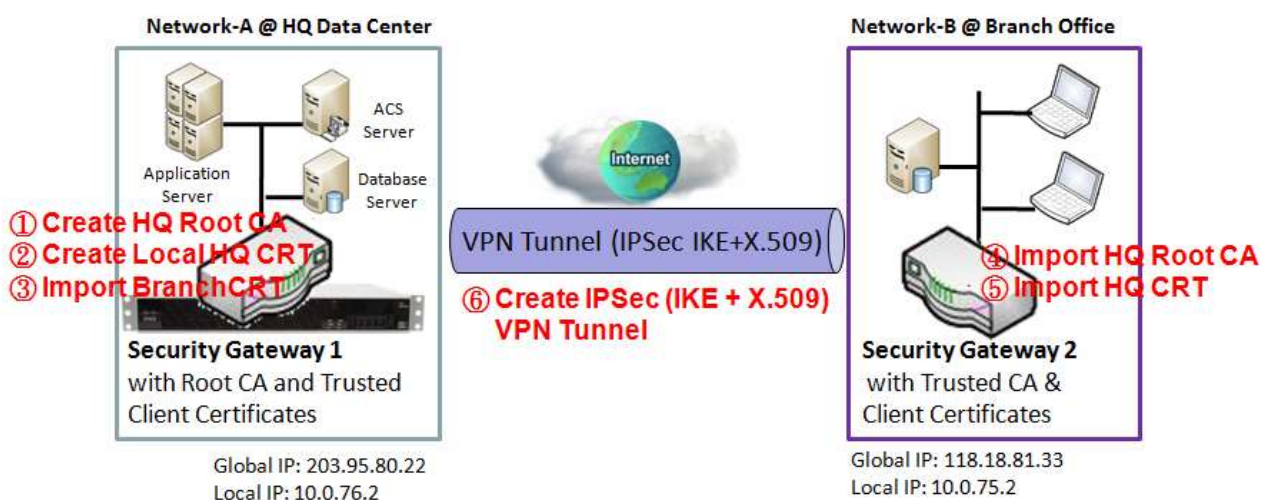 Network-A @ HQ Data Center
ACS
Server
Application
Server
Database
Server
① Create HQ Root CA
② Create Local HQ CRT
③ Import BranchCRT
Security Gateway 1
with Root CA and Trusted
Client Certificates
Global IP: 203.95.80.22
Local IP: 10.0.76.2
Internet
VPN Tunnel (IPSec IKE+X.509)
⑥ Create IPSec (IKE + X.509)
VPN Tunnel
Network-B @ Branch Office
④ Import HQ Root CA
⑤ Import HQ CRT
Security Gateway 2
with Trusted CA &
Client Certificates
Global IP: 118.18.81.33
Local IP: 10.0.75.2